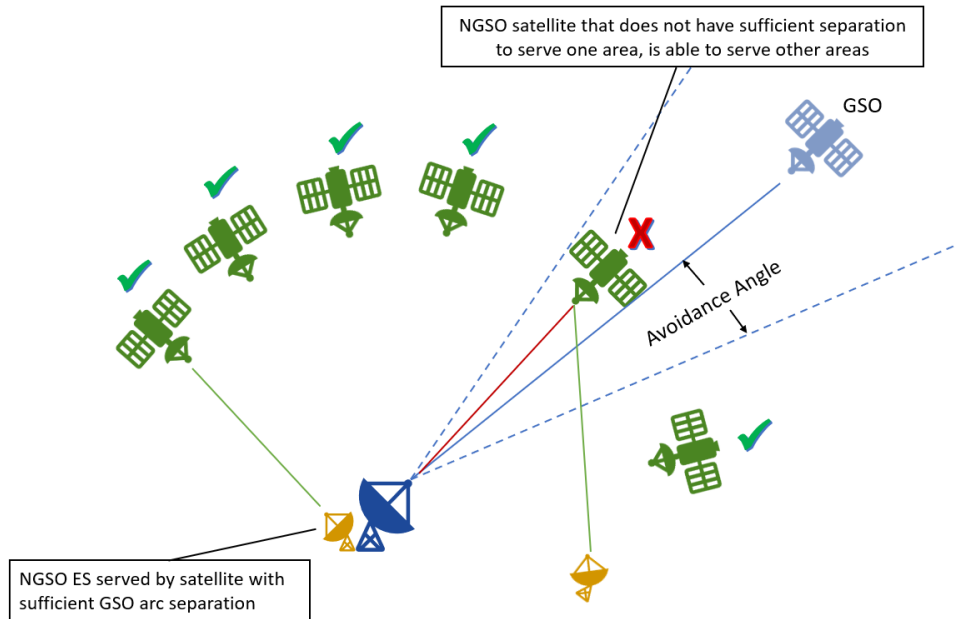 NGSO satellite that does not have sufficient separation
to serve one area, is able to serve other areas
GSO
X
Avoidance Angle
NGSO ES served by satellite with
sufficient GSO arc separation